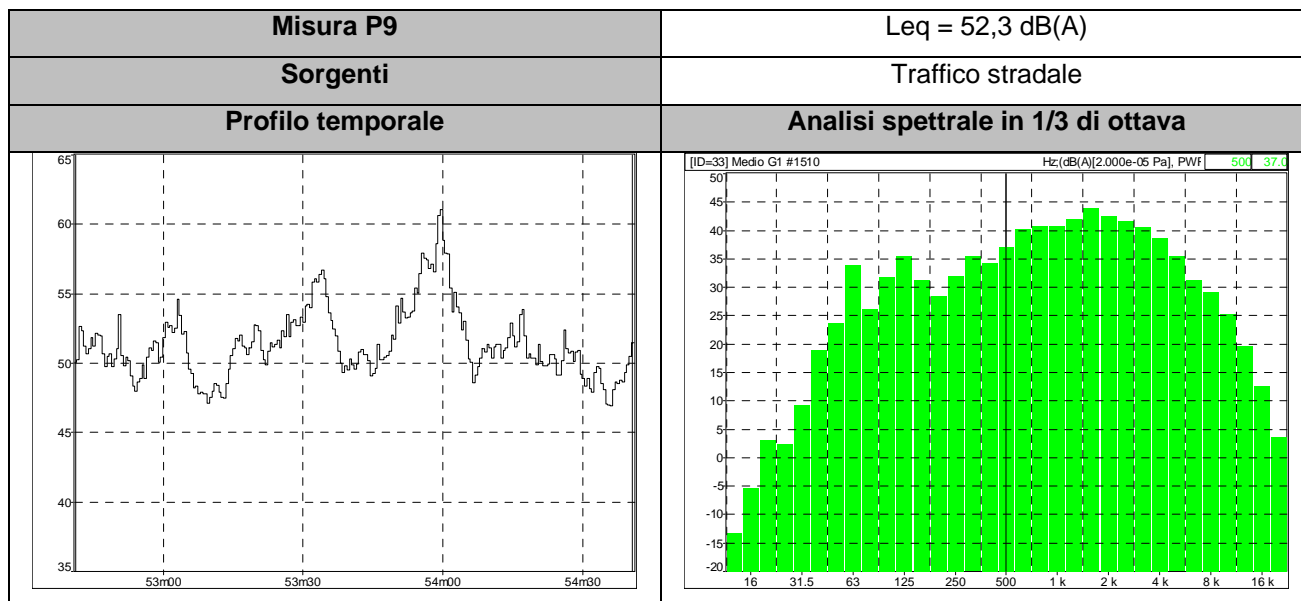 Misura P9
Leq = 52,3 dB(A)
Sorgenti
Traffico stradale
Profilo temporale
Analisi spettrale in 1/3 di ottava
65
60
55
50
45
40
35
53m00 53m30 54m00 54m30
[ID=33] Medio G1 #1510 Hz;(dB(A)[2.000e-05 Pa], PWR 500 37.0
50
45
40
35
30
25
20
15
10
5
0
-5
-10
-15
-20
16 31.5 63 125 250 500 1 k 2 k 4 k 8 k 16 k